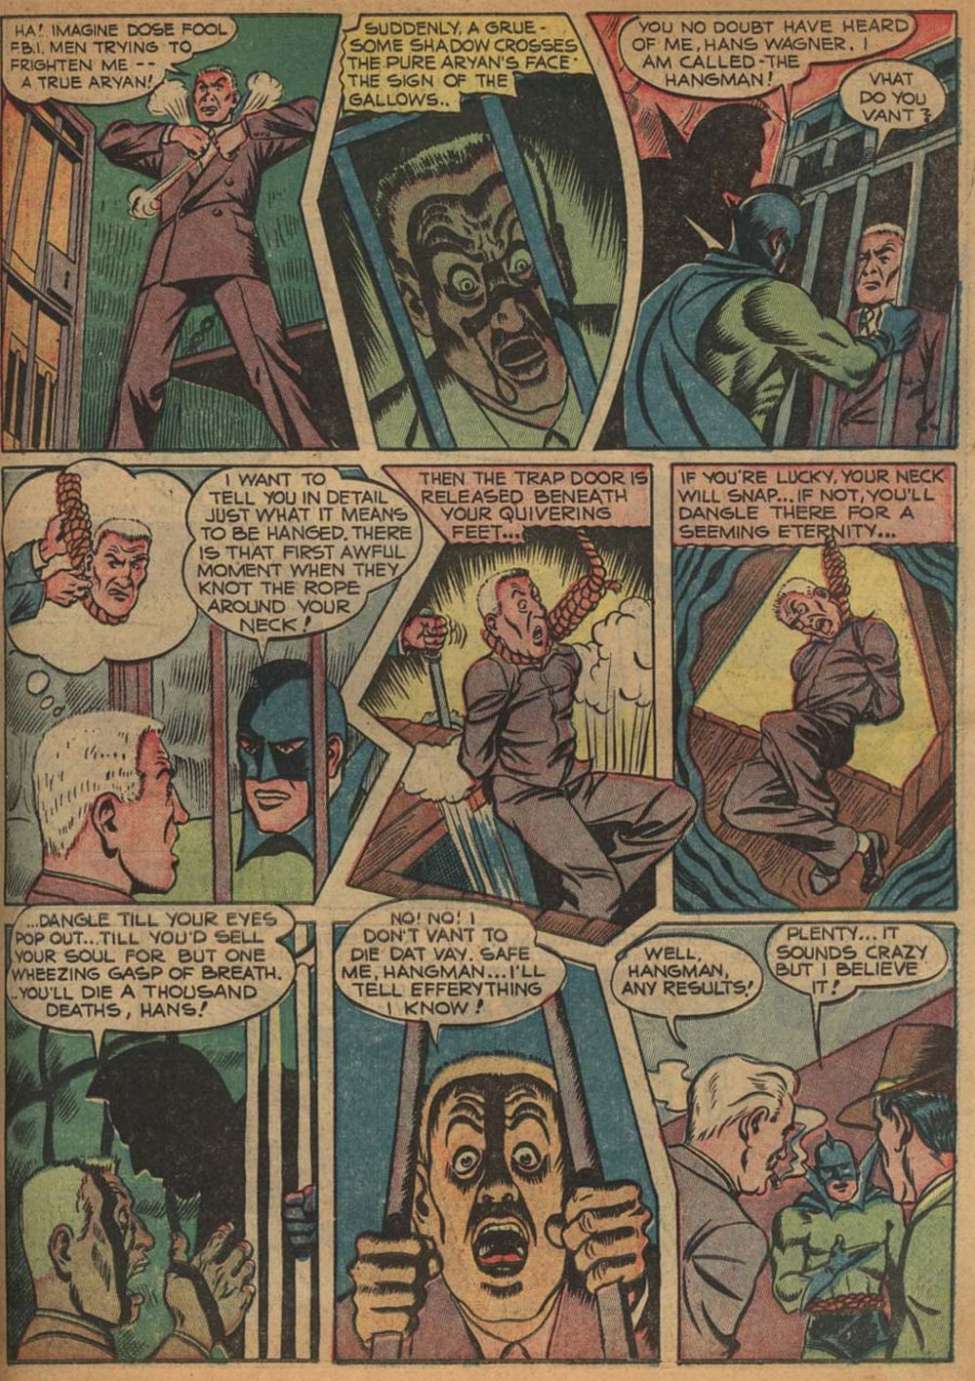 HA! IMAGINE DOSE FOOL
F.B.I. MEN TRYING TO
FRIGHTEN ME --
A TRUE ARYAN!
SUDDENLY, A GRUE-
SOME SHADOW CROSSES
THE PURE ARYAN'S FACE-
THE SIGN OF THE
GALLOWS..
YOU NO DOUBT HAVE HEARD
OF ME, HANS WAGNER. I
AM CALLED-THE
HANGMAN!
VHAT
DO YOU
VANT?
I WANT TO
TELL YOU IN DETAIL
JUST WHAT IT MEANS
TO BE HANGED. THERE
IS THAT FIRST AWFUL
MOMENT WHEN THEY
KNOT THE ROPE
AROUND YOUR
NECK!
THEN THE TRAP DOOR IS
RELEASED BENEATH
YOUR QUIVERING
FEET...
IF YOU'RE LUCKY, YOUR NECK
WILL SNAP... IF NOT, YOU'LL
DANGLE THERE FOR A
SEEMING ETERNITY...
...DANGLE TILL YOUR EYES
POP OUT... TILL YOU'D SELL
YOUR SOUL FOR BUT ONE
WHEEZING GASP OF BREATH.
..YOU'LL DIE A THOUSAND
DEATHS, HANS!
NO! NO! I
DON'T VANT TO
DIE DAT VAY. SAFE
ME, HANGMAN... I'LL
TELL EFFERYTHING
I KNOW!
WELL,
HANGMAN,
ANY RESULTS!
PLENTY... IT
SOUNDS CRAZY
BUT I BELIEVE
IT!